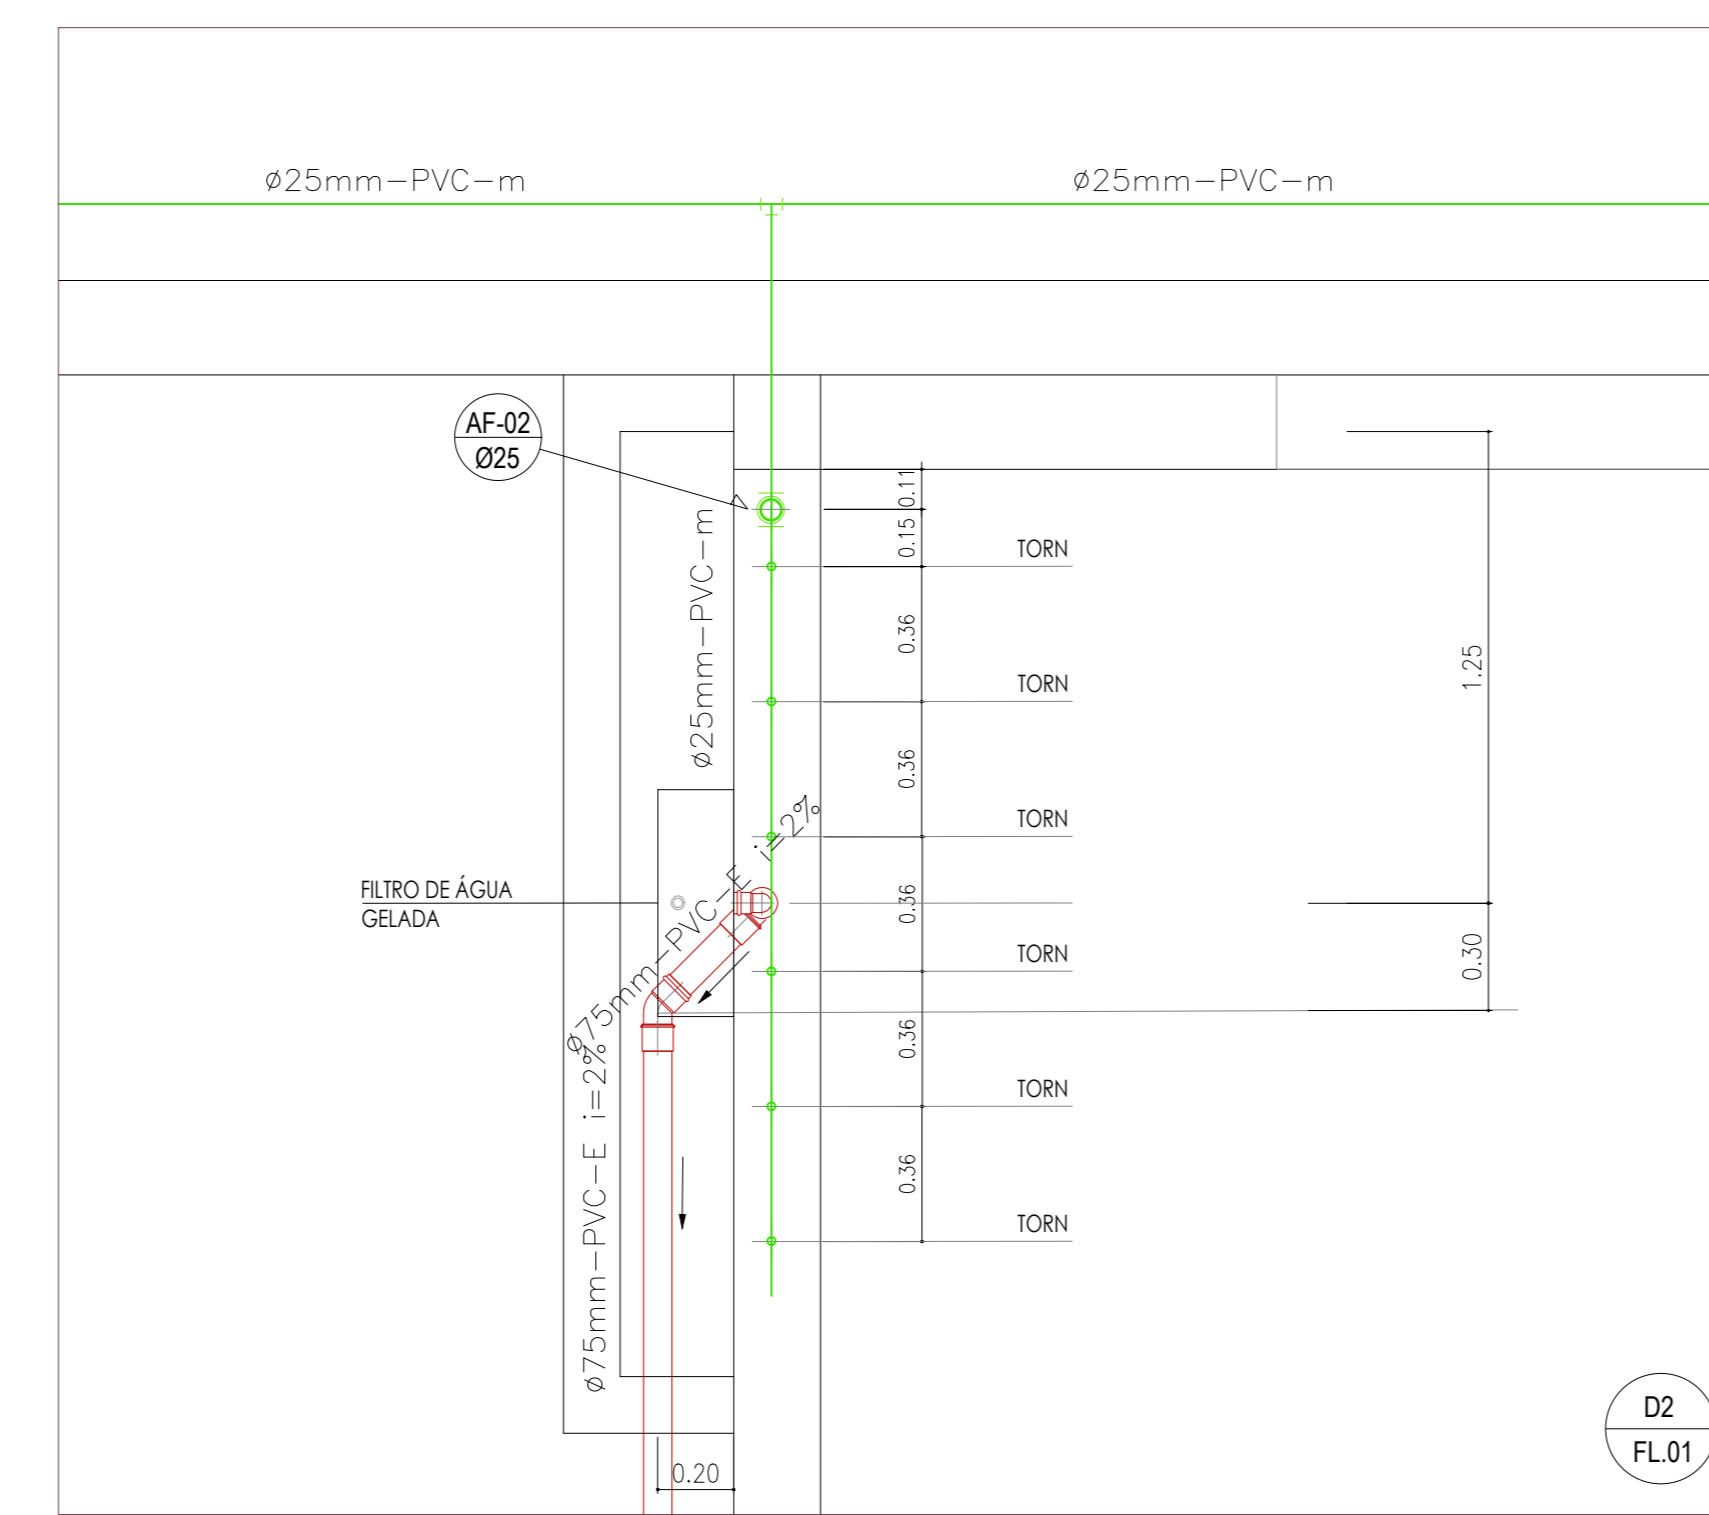 ø25mm-PVC-m
ø25mm-PVC-m
AF-02
Ø25
0.11
0.15
TORN
ø25mm-PVC-m
0.36
1.25
TORN
0.36
TORN
ø75mm-PVC-E i=2%
FILTRO DE ÁGUA
GELADA
0.36
TORN
0.30
0.36
ø75mm-PVC-E i=2%
TORN
0.36
TORN
0.20
D2
FL.01